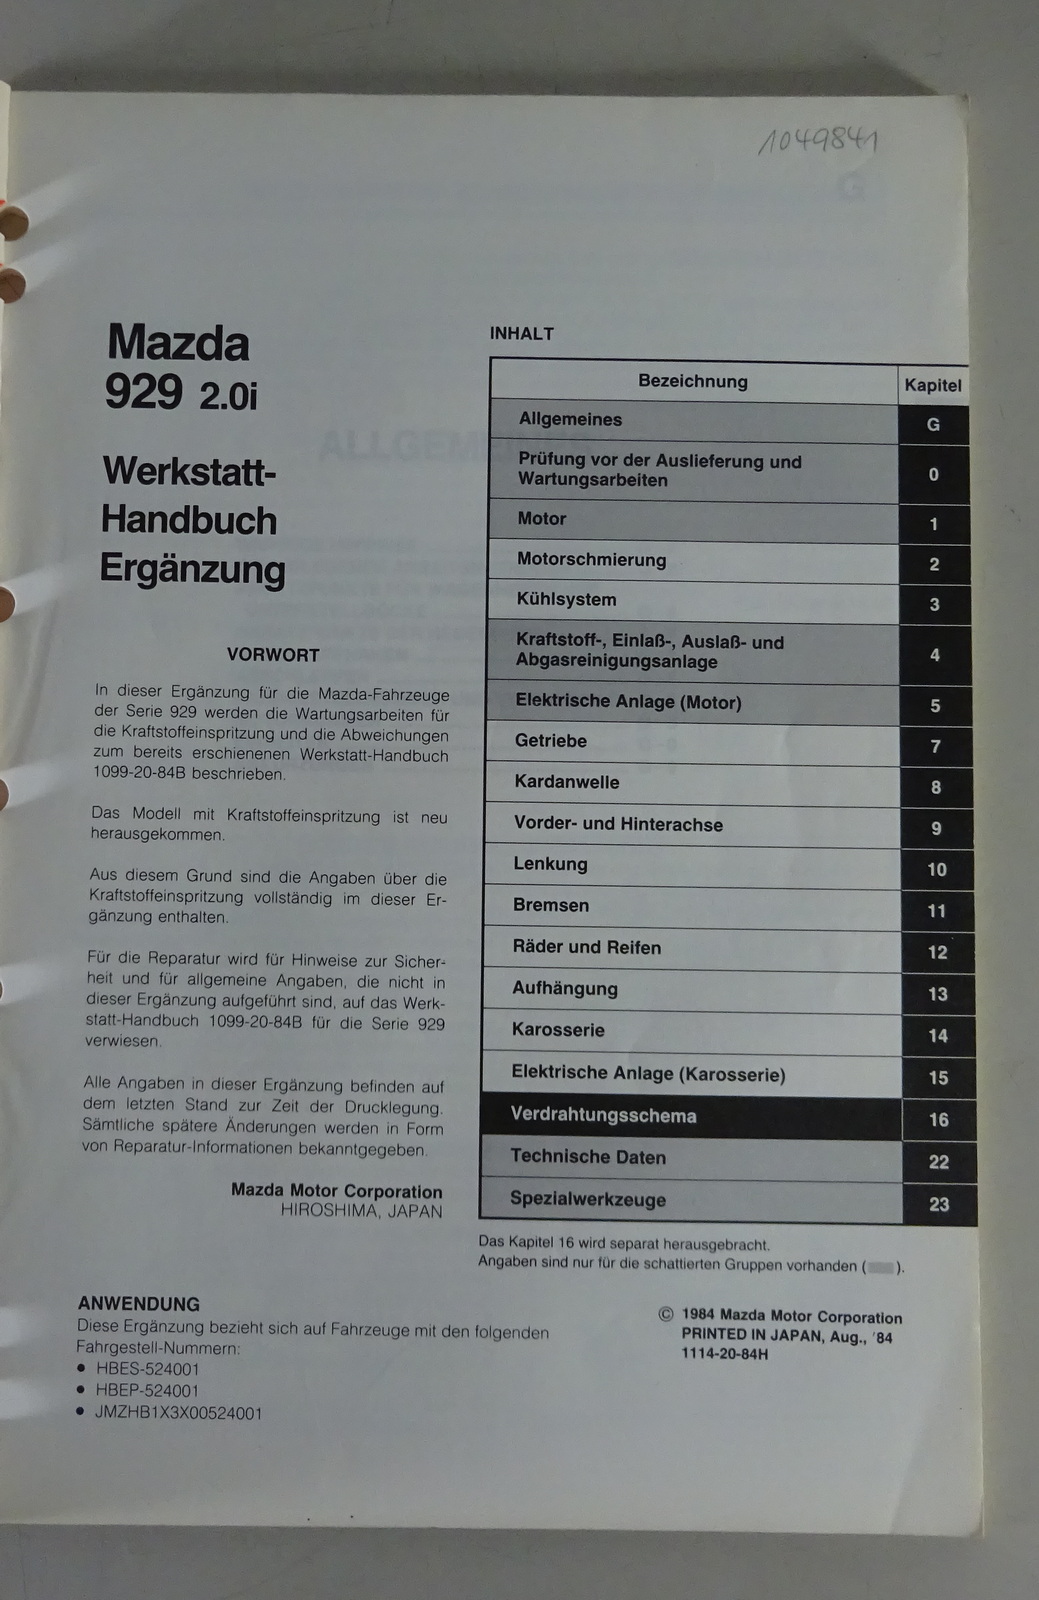 1049841
Mazda
929 2.0i
Werkstatt-
Handbuch
Ergänzung
VORWORT
In dieser Ergänzung für die Mazda-Fahrzeuge
der Serie 929 werden die Wartungsarbeiten für
die Kraftstoffeinspritzung und die Abweichungen
zum bereits erschienenen Werkstatt-Handbuch
1099-20-84B beschrieben.
Das Modell mit Kraftstoffeinspritzung ist neu
herausgekommen.
Aus diesem Grund sind die Angaben über die
Kraftstoffeinspritzung vollständig im dieser Er-
gänzung enthalten.
Für die Reparatur wird für Hinweise zur Sicher-
heit und für allgemeine Angaben, die nicht in
dieser Ergänzung aufgeführt sind, auf das Werk-
statt-Handbuch 1099-20-84B für die Serie 929
verwiesen.
Alle Angaben in dieser Ergänzung befinden auf
dem letzten Stand zur Zeit der Drucklegung.
Sämtliche spätere Änderungen werden in Form
von Reparatur-Informationen bekanntgegeben.
Mazda Motor Corporation
HIROSHIMA, JAPAN
INHALT
Bezeichnung Kapitel
Allgemeines G
Prüfung vor der Auslieferung und
Wartungsarbeiten 0
Motor 1
Motorschmierung 2
Kühlsystem 3
Kraftstoff-, Einlaß-, Auslaß- und
Abgasreinigungsanlage 4
Elektrische Anlage (Motor) 5
Getriebe 7
Kardanwelle 8
Vorder- und Hinterachse 9
Lenkung 10
Bremsen 11
Räder und Reifen 12
Aufhängung 13
Karosserie 14
Elektrische Anlage (Karosserie) 15
Verdrahtungsschema 16
Technische Daten 22
Spezialwerkzeuge 23
Das Kapitel 16 wird separat herausgebracht.
Angaben sind nur für die schattierten Gruppen vorhanden ( ).
ANWENDUNG
Diese Ergänzung bezieht sich auf Fahrzeuge mit den folgenden
Fahrgestell-Nummern:
● HBES-524001
● HBEP-524001
● JMZHB1X3X00524001
© 1984 Mazda Motor Corporation
PRINTED IN JAPAN, Aug., '84
1114-20-84H